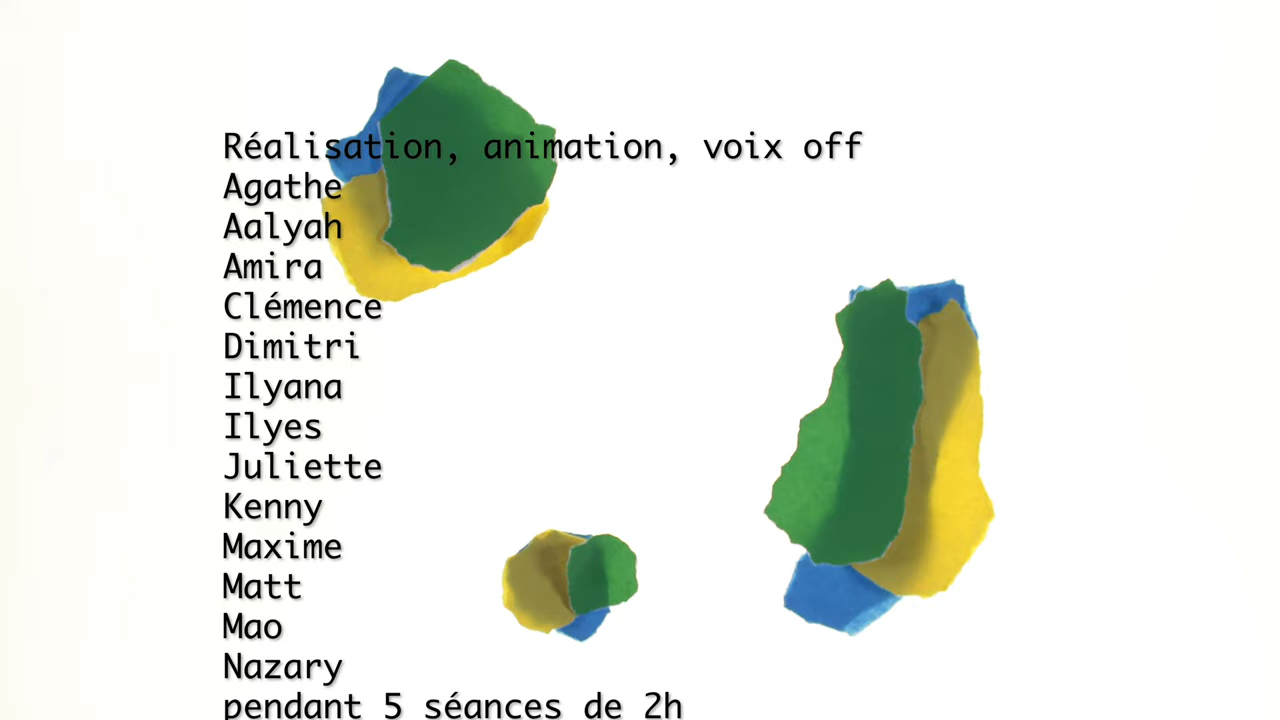 Réalisation, animation, voix off
Agathe
Aalyah
Amira
Clémence
Dimitri
Ilyana
Ilyes
Juliette
Kenny
Maxime
Matt
Mao
Nazary
pendant 5 séances de 2h